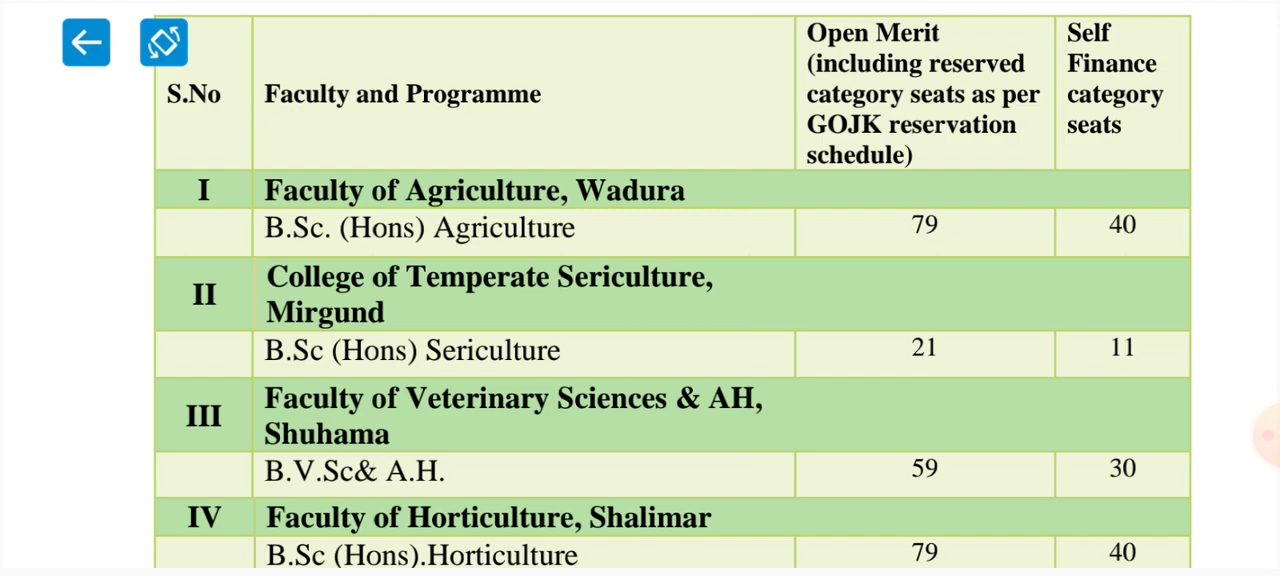 S.No
Faculty and Programme
Open Merit
(including reserved
category seats as per
GOJK reservation
schedule)
Self
Finance
category
seats
I
Faculty of Agriculture, Wadura
B.Sc. (Hons) Agriculture
79
40
II
College of Temperate Sericulture,
Mirgund
B.Sc (Hons) Sericulture
21
11
III
Faculty of Veterinary Sciences & AH,
Shuhama
B.V.Sc& A.H.
59
30
IV
Faculty of Horticulture, Shalimar
B.Sc (Hons).Horticulture
79
40